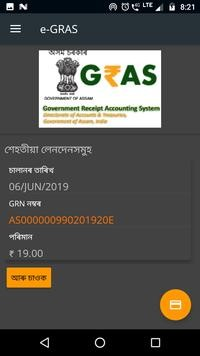 LTE 8:21
e-GRAS
অসম চৰকাৰ
GRAS
GOVERNMENT OF ASSAM
Government Receipt Accounting System
Directorate of Accounts & Treasuries,
Government of Assam, India
শেহতীয়া লেনদেনসমূহ
চালানৰ তাৰিখ
06/JUN/2019
GRN নম্বৰ
AS000000990201920E
পৰিমান
₹ 19.00
আৰু চাওক